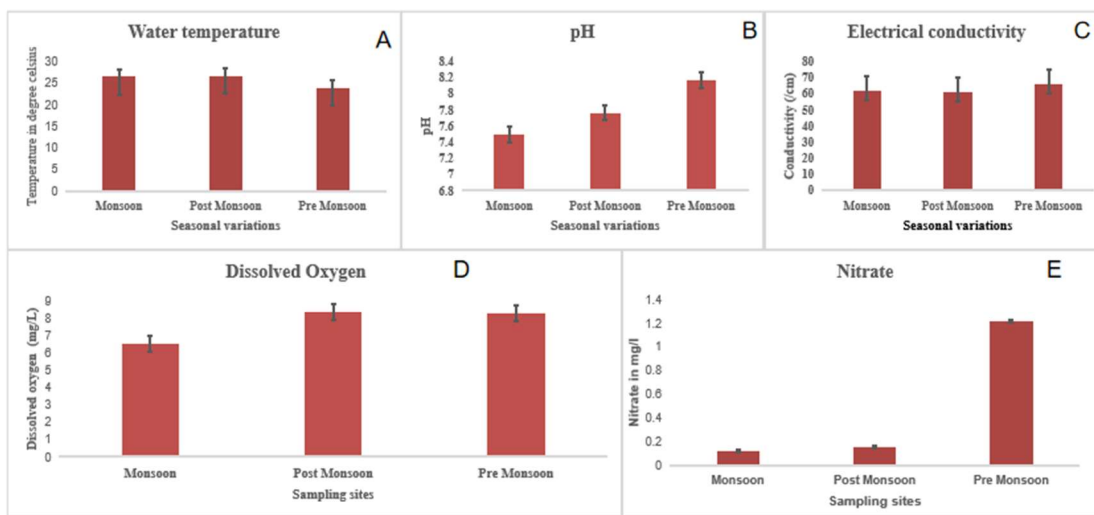 Water temperature
A
Temperature in degree celsius
30
25
20
15
10
5
0
Monsoon
Post Monsoon
Pre Monsoon
Seasonal variations
pH
B
pH
8.4
8.2
8
7.8
7.6
7.4
7.2
7
6.8
Monsoon
Post Monsoon
Pre Monsoon
Seasonal variations
Electrical conductivity
C
Conductivity (/cm)
80
70
60
50
40
30
20
10
0
Monsoon
Post Monsoon
Pre Monsoon
Seasonal variations
Dissolved Oxygen
D
Dissolved oxygen (mg/L)
9
8
7
6
5
4
3
2
1
0
Monsoon
Post Monsoon
Pre Monsoon
Sampling sites
Nitrate
E
Nitrate in mg/l
1.4
1.2
1
0.8
0.6
0.4
0.2
0
Monsoon
Post Monsoon
Pre Monsoon
Sampling sites